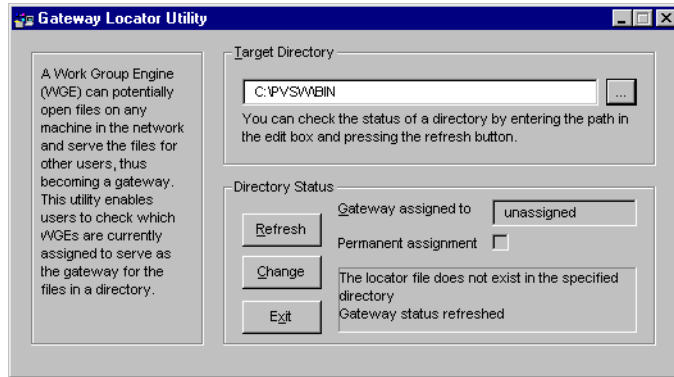 Gateway Locator Utility
A Work Group Engine
(WGE) can potentially
open files on any
machine in the network
and serve the files for
other users, thus
becoming a gateway.
This utility enables
users to check which
WGEs are currently
assigned to serve as
the gateway for the
files in a directory.
Target Directory
C:\PVSW\BIN
...
You can check the status of a directory by entering the path in
the edit box and pressing the refresh button.
Directory Status
Refresh
Change
Exit
Gateway assigned to
unassigned
Permanent assignment
The locator file does not exist in the specified
directory
Gateway status refreshed